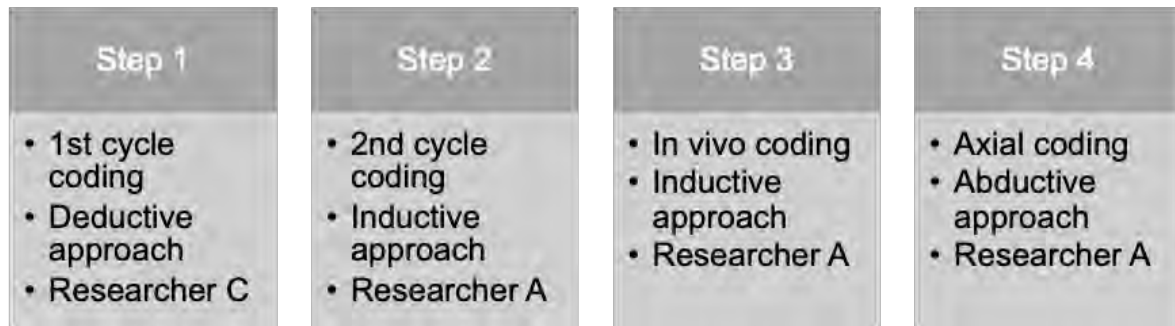 Step 1
• 1st cycle
coding
• Deductive
approach
• Researcher C
Step 2
• 2nd cycle
coding
• Inductive
approach
• Researcher A
Step 3
• In vivo coding
• Inductive
approach
• Researcher A
Step 4
• Axial coding
• Abductive
approach
• Researcher A